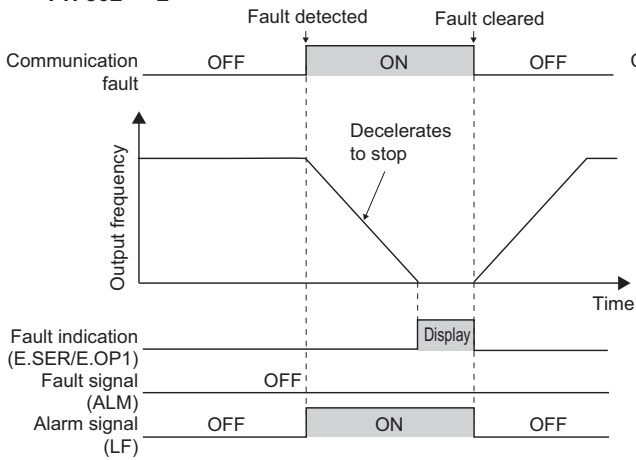 Fault detected
Fault cleared
Communication
fault
OFF
ON
OFF
Output frequency
Decelerates
to stop
Time
Fault indication
(E.SER/E.OP1)
Display
Fault signal
(ALM)
OFF
Alarm signal
(LF)
OFF
ON
OFF